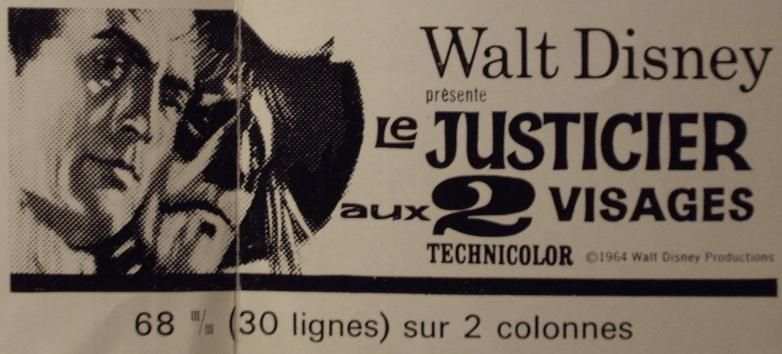 Walt Disney
présente
Le JUSTICIER
aux 2 VISAGES
TECHNICOLOR ©1964 Walt Disney Productions
68 m/m (30 lignes) sur 2 colonnes